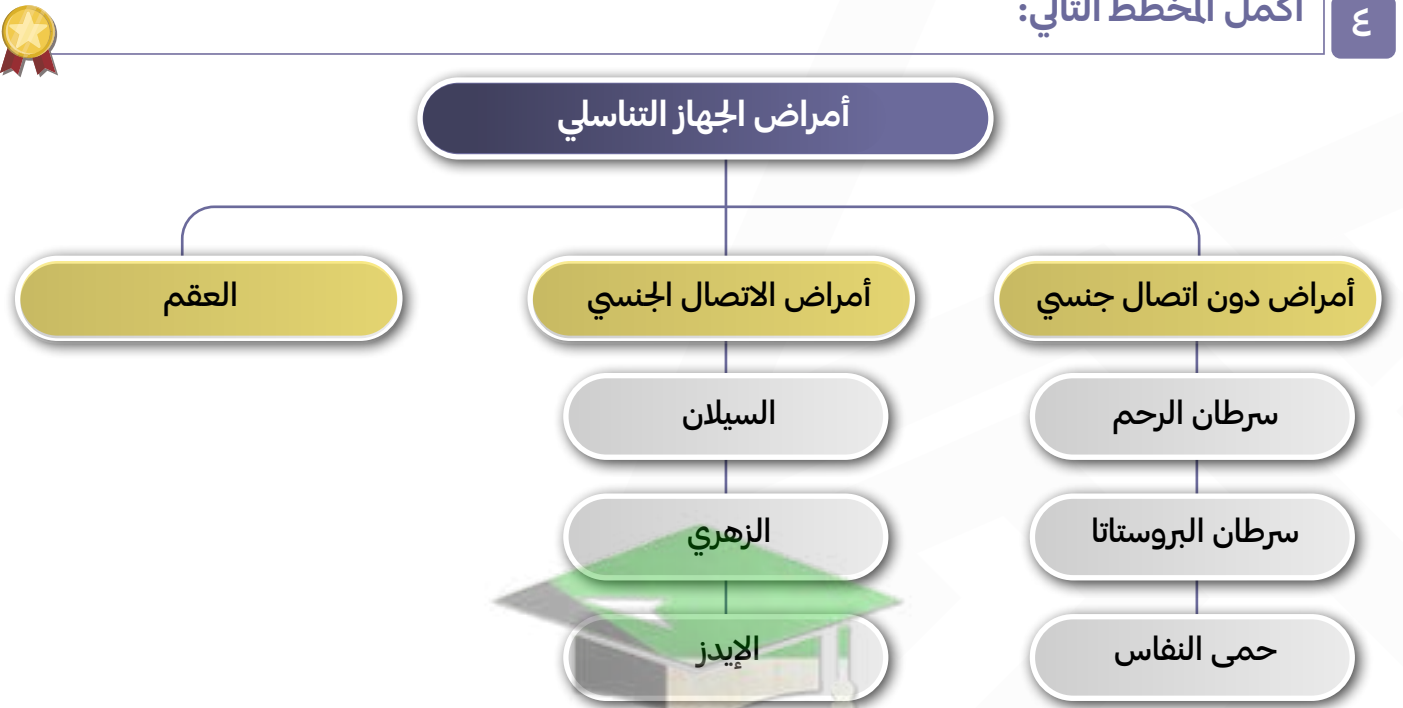 ٤
أكمل المخطط التالي:
أمراض الجهاز التناسلي
أمراض دون اتصال جنسي
أمراض الاتصال الجنسي
العقم
سرطان الرحم
السيلان
سرطان البروستاتا
الزهري
حمى النفاس
الإيدز